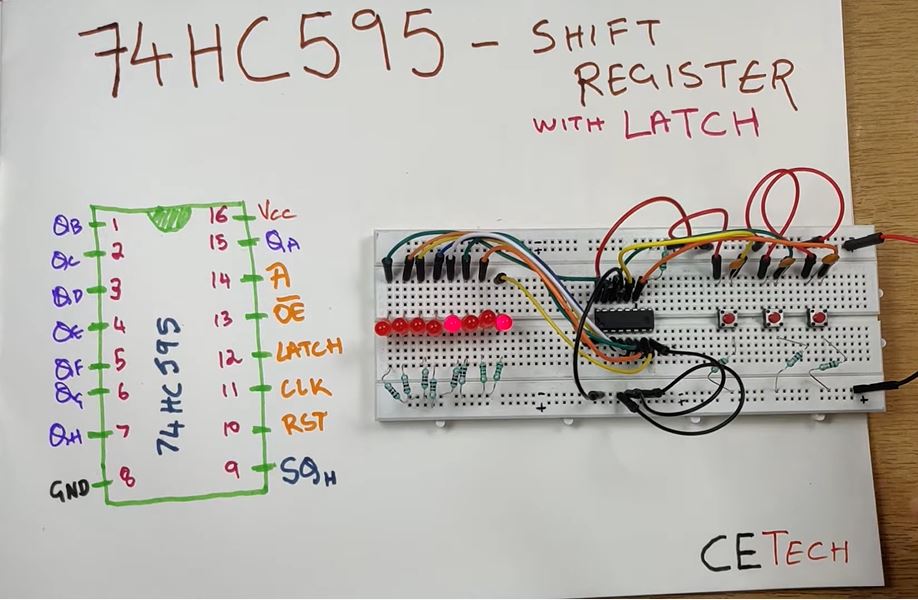 74HC595 - SHIFT
REGISTER
WITH LATCH
QB 1 16 Vcc
QC 2 15 QA
QD 3 14 A
QE 4 13 OE
QF 5 12 LATCH
QG 6 11 CLK
QH 7 10 RST
GND 8 9 SQH
74HC595
CETECH